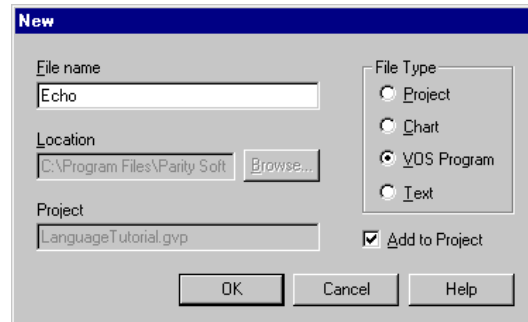 New
File name
Echo
Location
C:\Program Files\Parity Soft
Browse...
Project
LanguageTutorial.gvp
File Type
Project
Chart
VOS Program
Text
Add to Project
OK
Cancel
Help